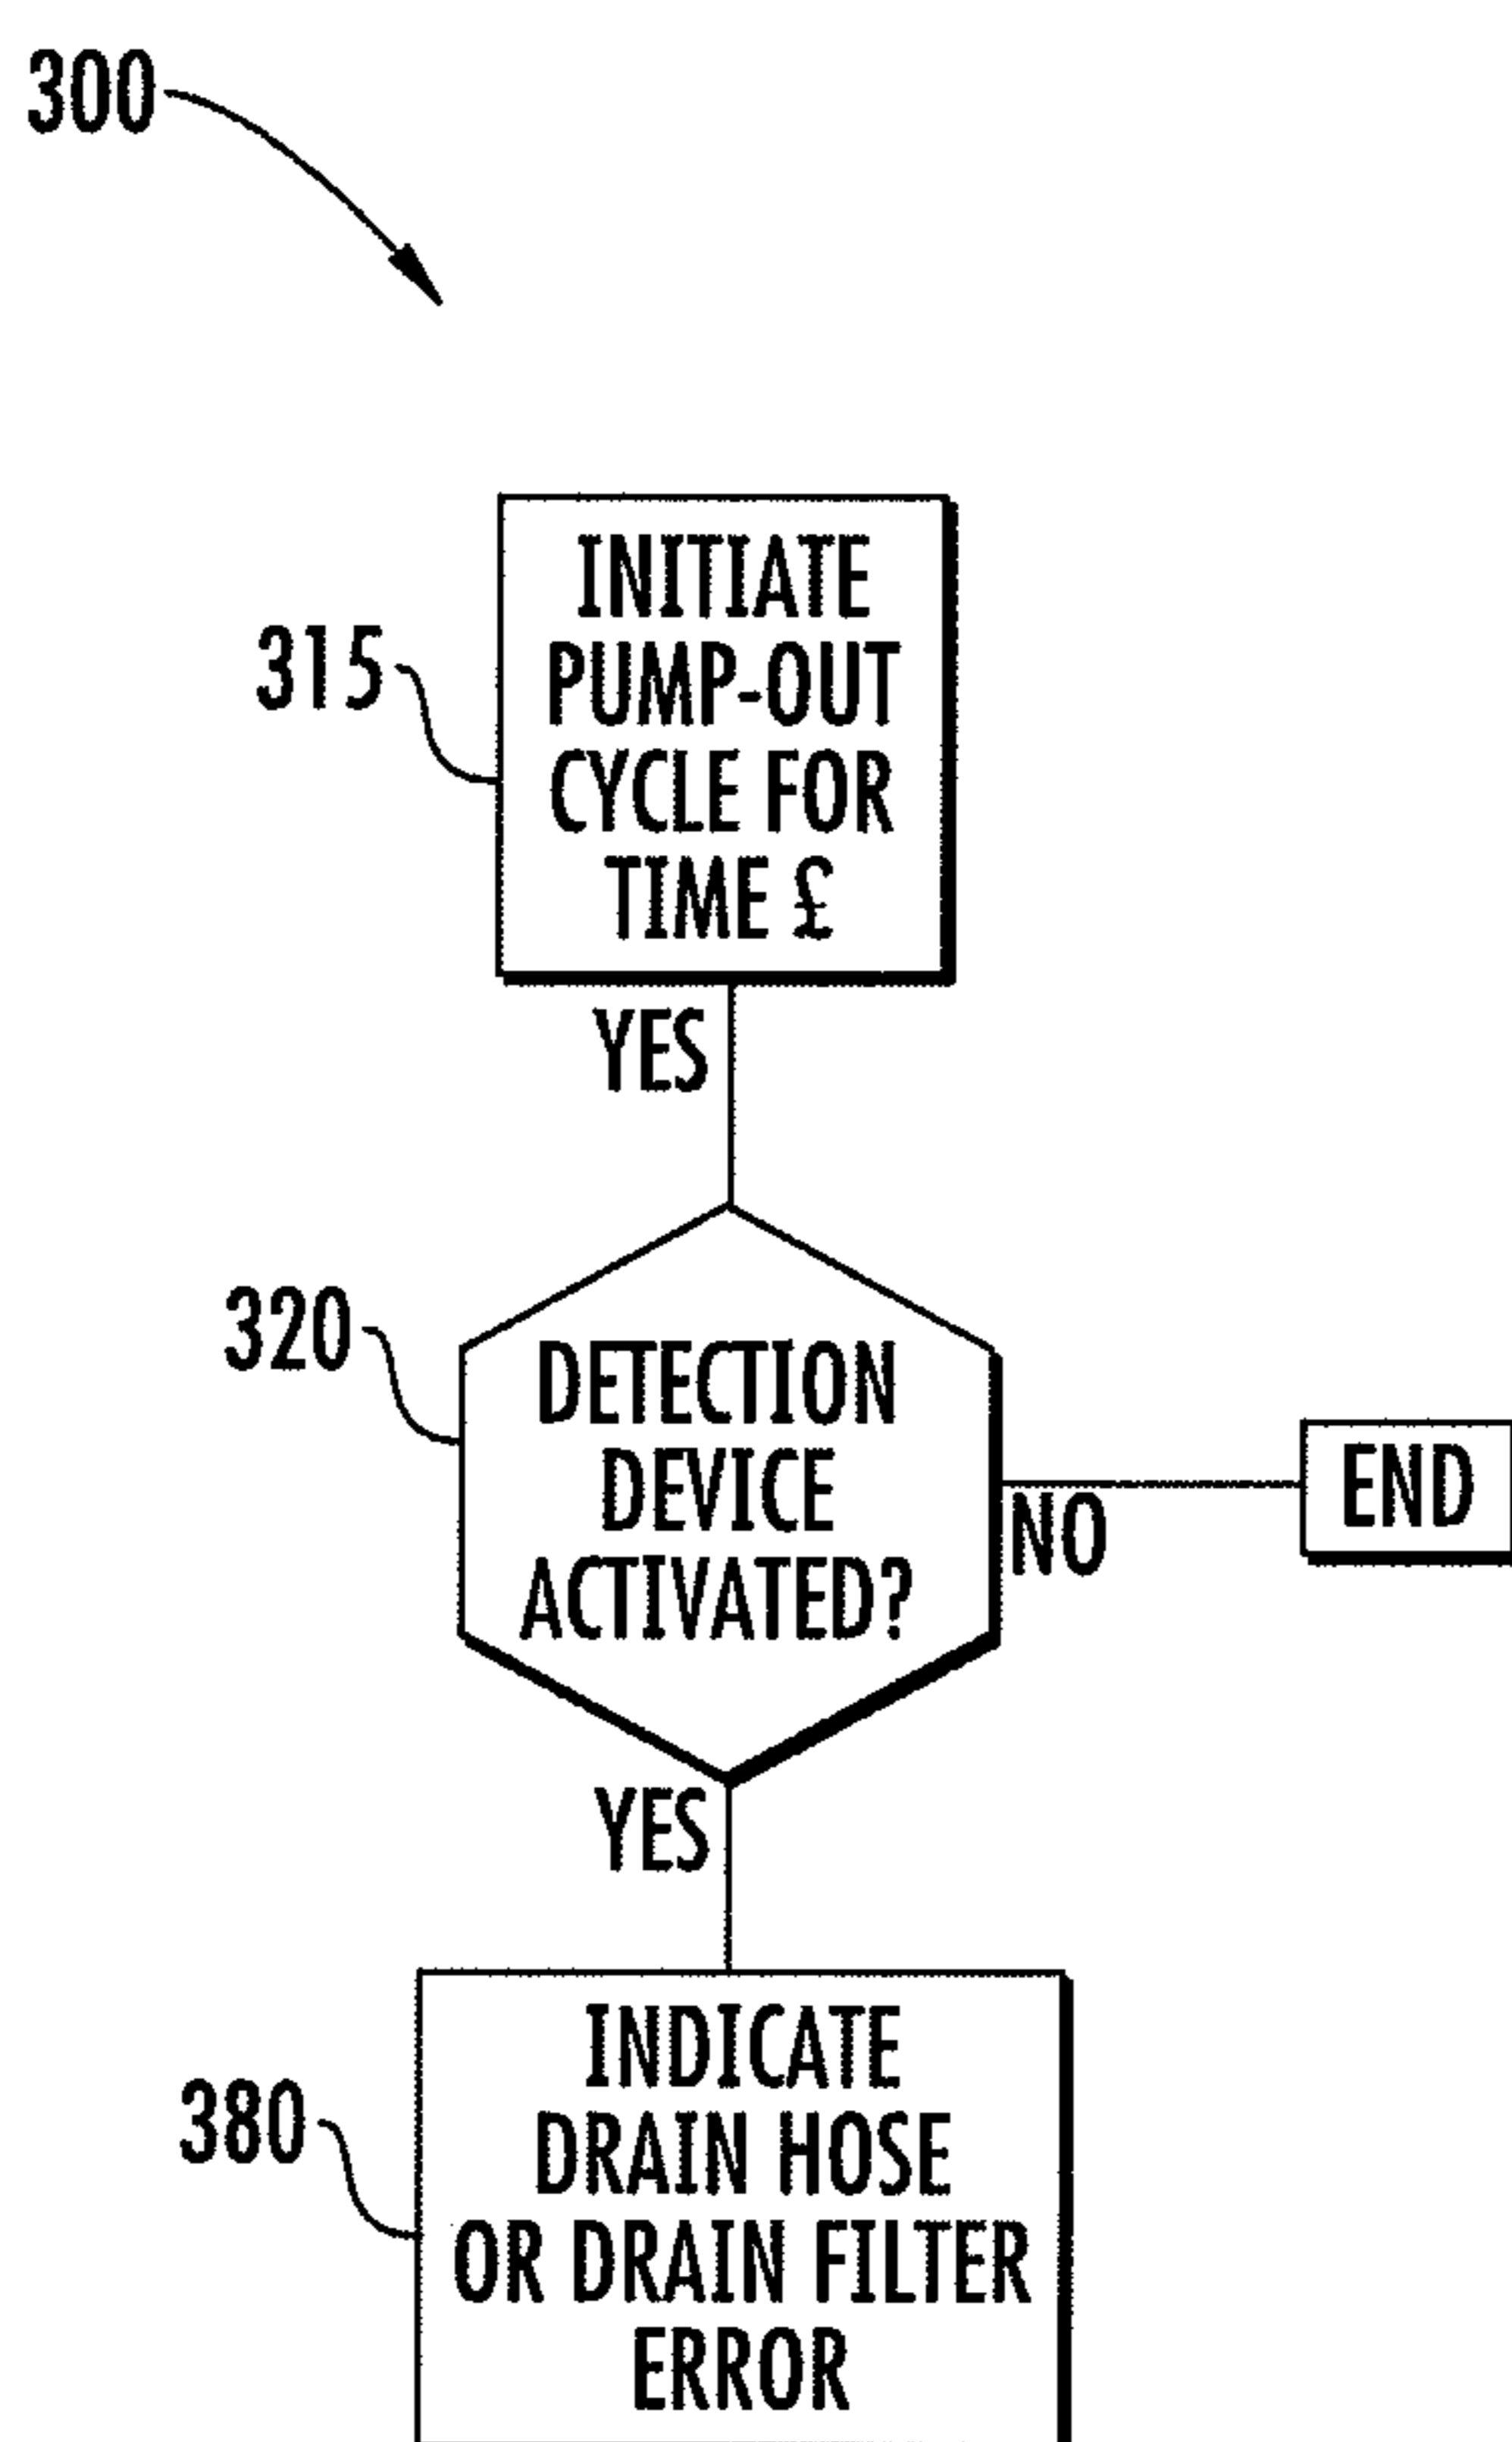 300
315
INITIATE
PUMP-OUT
CYCLE FOR
TIME £
YES
320
DETECTION
DEVICE
ACTIVATED?
NO
END
YES
380
INDICATE
DRAIN HOSE
OR DRAIN FILTER
ERROR